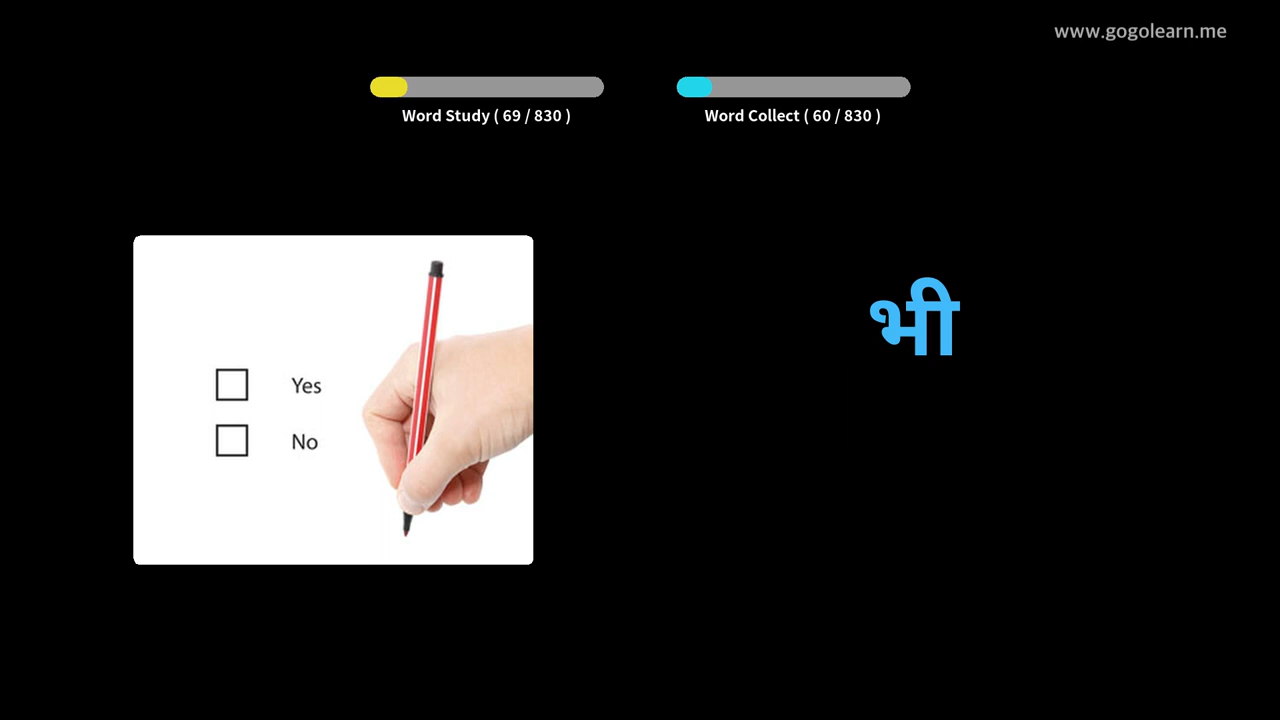 www.gogolearn.me
Word Study ( 69 / 830 )
Word Collect ( 60 / 830 )
भी
Yes
No